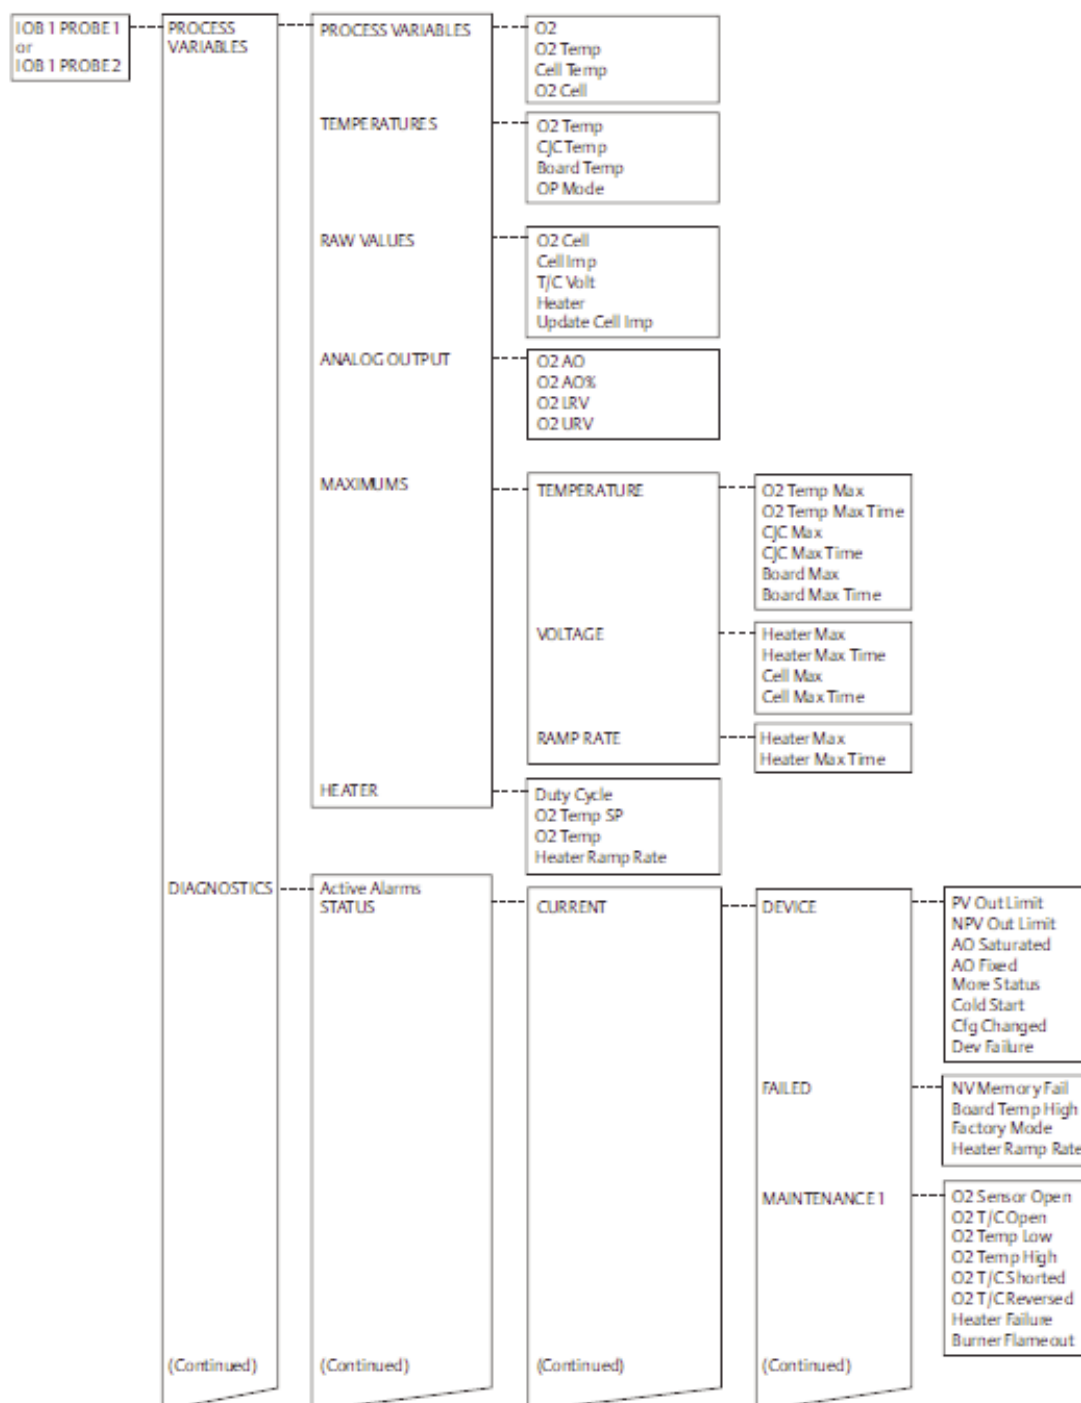 IOB 1 PROBE 1
or
IOB 1 PROBE 2
PROCESS
VARIABLES
PROCESS VARIABLES
O2
O2 Temp
Cell Temp
O2 Cell
TEMPERATURES
O2 Temp
CJC Temp
Board Temp
OP Mode
RAW VALUES
O2 Cell
Cell Imp
T/C Volt
Heater
Update Cell Imp
ANALOG OUTPUT
O2 AO
O2 AO%
O2 LRV
O2 URV
MAXIMUMS
TEMPERATURE
O2 Temp Max
O2 Temp Max Time
CJC Max
CJC Max Time
Board Max
Board Max Time
VOLTAGE
Heater Max
Heater Max Time
Cell Max
Cell Max Time
RAMP RATE
Heater Max
Heater Max Time
HEATER
Duty Cycle
O2 Temp SP
O2 Temp
Heater Ramp Rate
DIAGNOSTICS
Active Alarms
STATUS
CURRENT
DEVICE
PV Out Limit
NPV Out Limit
AO Saturated
AO Fixed
More Status
Cold Start
Cfg Changed
Dev Failure
FAILED
NV Memory Fail
Board Temp High
Factory Mode
Heater Ramp Rate
MAINTENANCE 1
O2 Sensor Open
O2 T/C Open
O2 Temp Low
O2 Temp High
O2 T/C Shorted
O2 T/C Reversed
Heater Failure
Burner Flameout
(Continued)
(Continued)
(Continued)
(Continued)